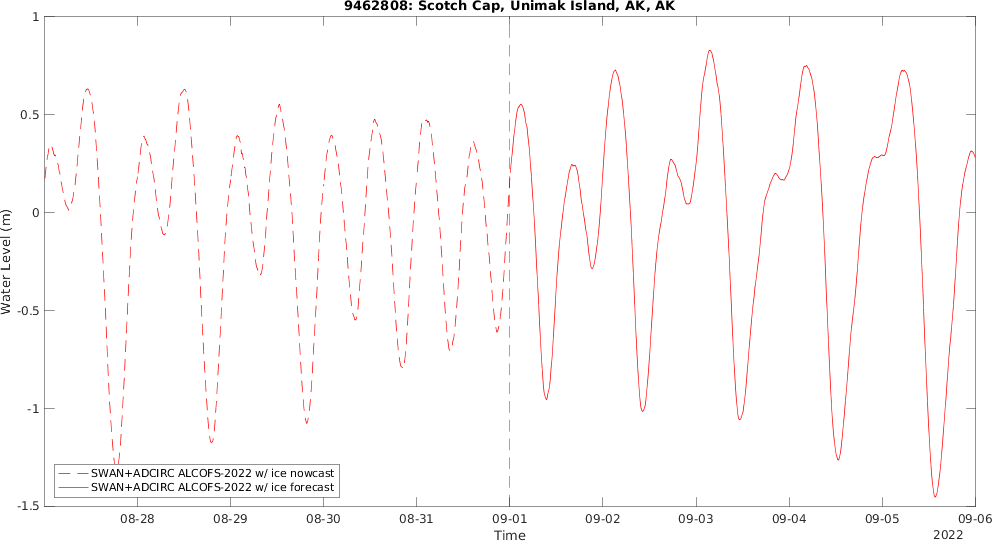 9462808: Scotch Cap, Unimak Island, AK, AK
1
0.5
0
-0.5
-1
-1.5
Water Level (m)
SWAN+ADCIRC ALCOFS-2022 w/ ice nowcast
SWAN+ADCIRC ALCOFS-2022 w/ ice forecast
08-28 08-29 08-30 08-31 09-01 09-02 09-03 09-04 09-05 09-06
Time
2022